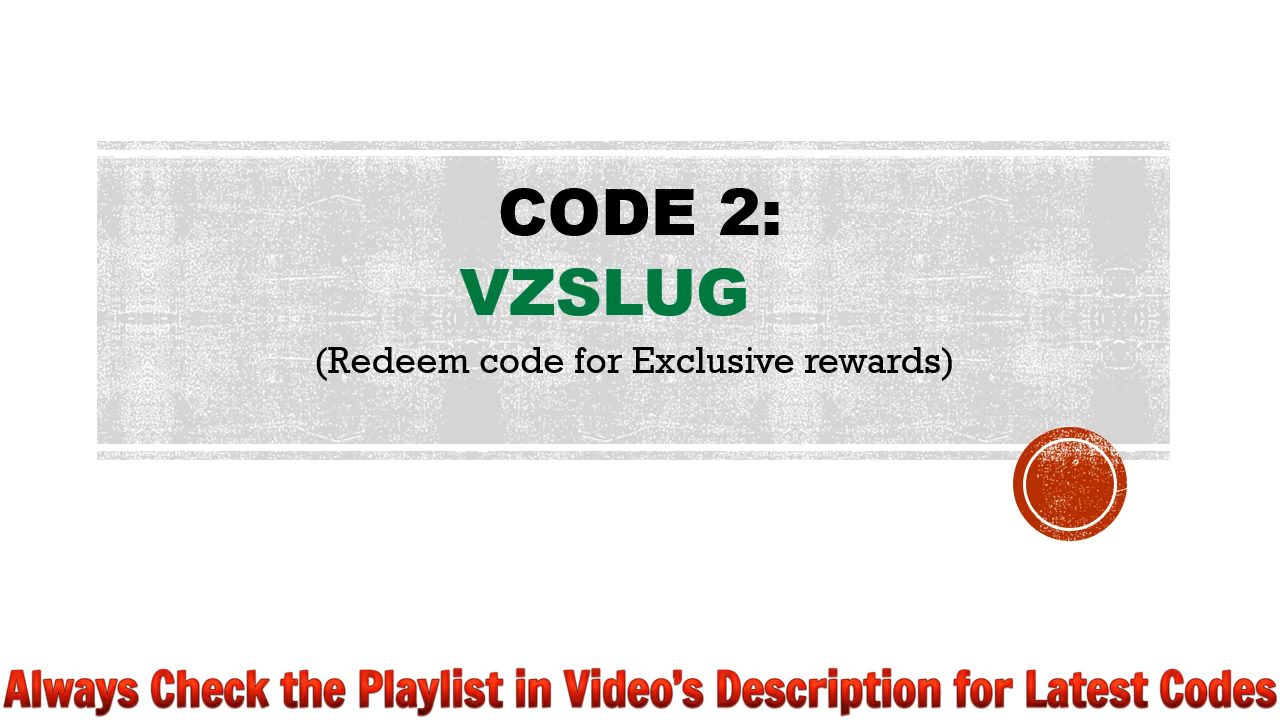 CODE 2:
VZSLUG
(Redeem code for Exclusive rewards)
Always Check the Playlist in Video's Description for Latest Codes